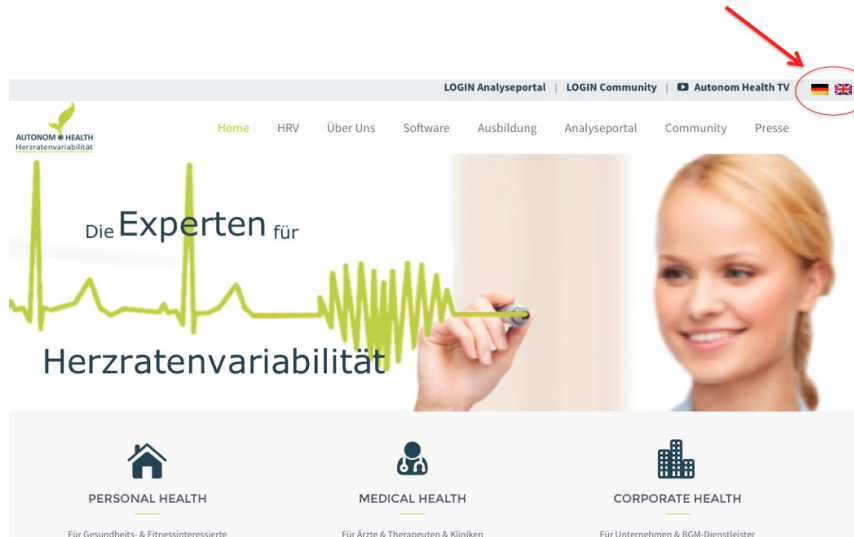 LOGIN Analyseportal | LOGIN Community | Autonom Health TV
AUTONOM HEALTH
Herzratenvariabilität
Home HRV Über Uns Software Ausbildung Analyseportal Community Presse
Die Experten für
Herzratenvariabilität
PERSONAL HEALTH
MEDICAL HEALTH
CORPORATE HEALTH
Für Gesundheits- & Fitnessinteressierte
Für Ärzte & Therapeuten & Kliniken
Für Unternehmen & BGM-Dienstleister